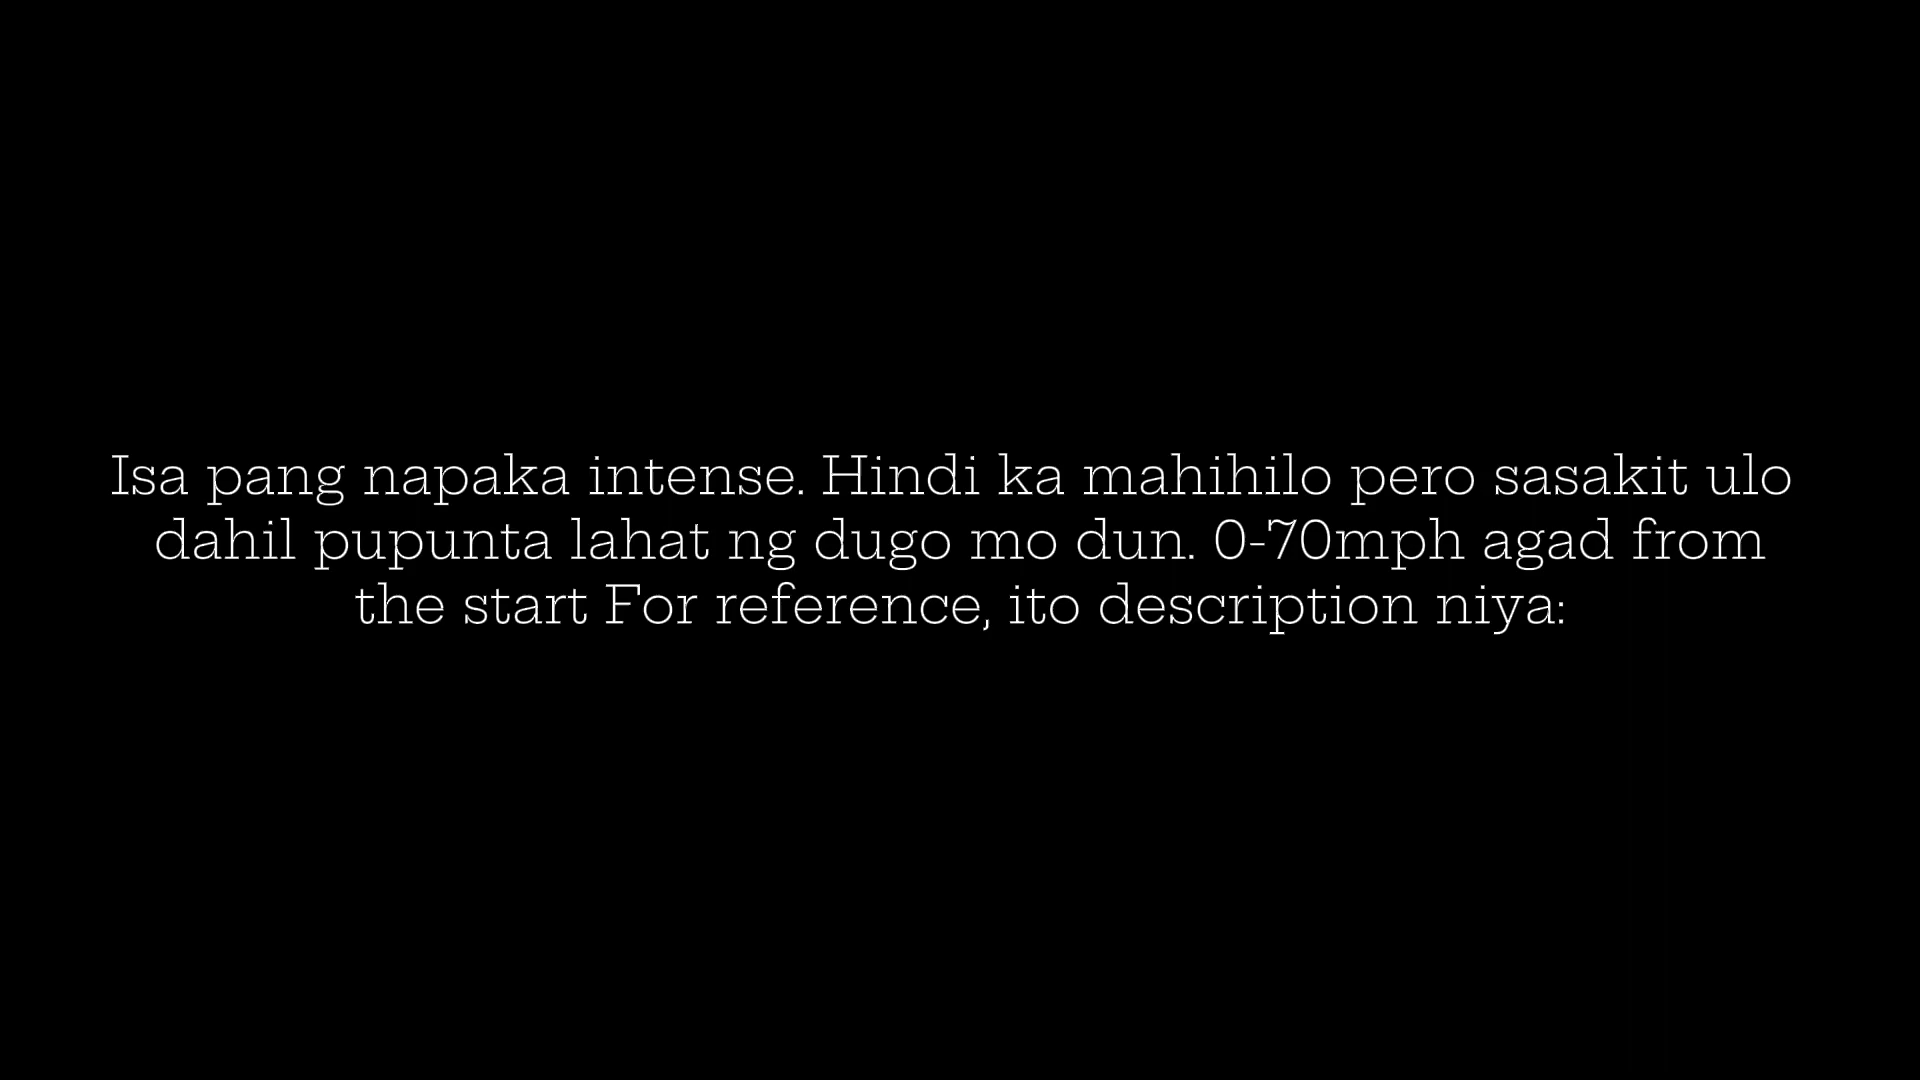 Isa pang napaka intense. Hindi ka mahihilo pero sasakit ulo
dahil pupunta lahat ng dugo mo dun. 0-70mph agad from
the start For reference, ito description niya: